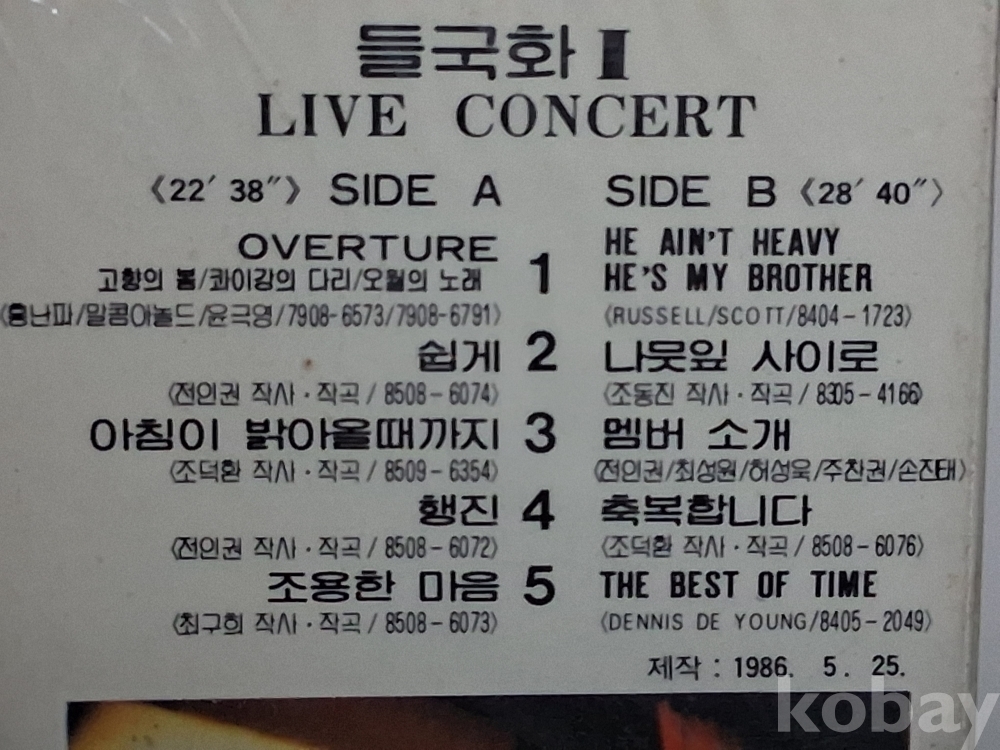 들국화 Ⅱ
LIVE CONCERT
《22′ 38″》 SIDE A
OVERTURE
고향의 봄/콰이강의 다리/오월의 노래
〈홍난파/말콤아놀드/윤극영/7908-6573/7908-6791〉
1
쉽게
2
〈전인권 작사·작곡/8508-6074〉
아침이 밝아올때까지
3
〈조덕환 작사·작곡/8509-6354〉
행진
4
〈전인권 작사·작곡/8508-6072〉
조용한 마음
5
〈최구희 작사·작곡/8508-6073〉
SIDE B 《28′ 40″》
HE AIN'T HEAVY
HE'S MY BROTHER
〈RUSSELL/SCOTT/8404-1723〉
나뭇잎 사이로
〈조동진 작사·작곡/8305-4166〉
멤버 소개
〈전인권/최성원/허성욱/주찬권/손진태〉
축복합니다
〈조덕환 작사·작곡/8508-6076〉
THE BEST OF TIME
〈DENNIS DE YOUNG/8405-2049〉
제작 : 1986. 5. 25.
kobay